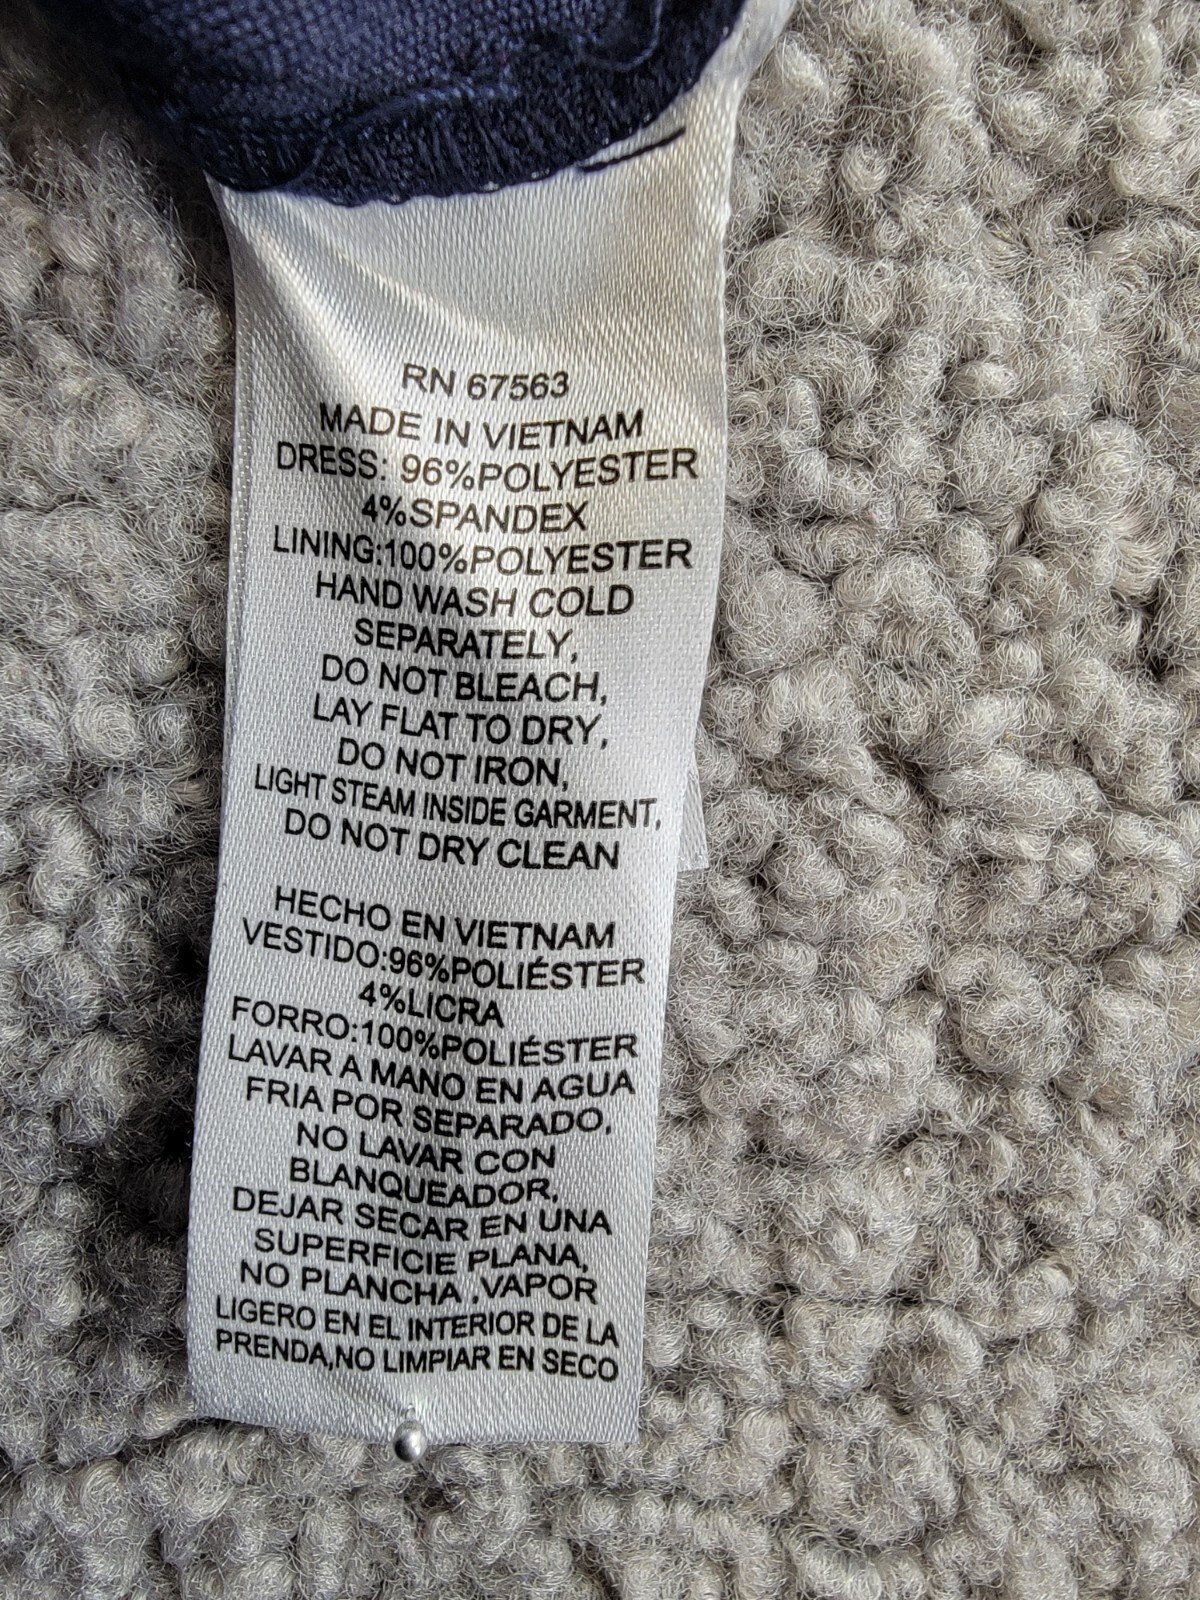 RN 67563
MADE IN VIETNAM
DRESS: 96%POLYESTER
4%SPANDEX
LINING:100%POLYESTER
HAND WASH COLD
SEPARATELY,
DO NOT BLEACH,
LAY FLAT TO DRY,
DO NOT IRON,
LIGHT STEAM INSIDE GARMENT,
DO NOT DRY CLEAN
HECHO EN VIETNAM
VESTIDO:96%POLIÉSTER
4%LICRA
FORRO:100%POLIÉSTER
LAVAR A MANO EN AGUA
FRIA POR SEPARADO,
NO LAVAR CON
BLANQUEADOR,
DEJAR SECAR EN UNA
SUPERFICIE PLANA,
NO PLANCHA ,VAPOR
LIGERO EN EL INTERIOR DE LA
PRENDA,NO LIMPIAR EN SECO